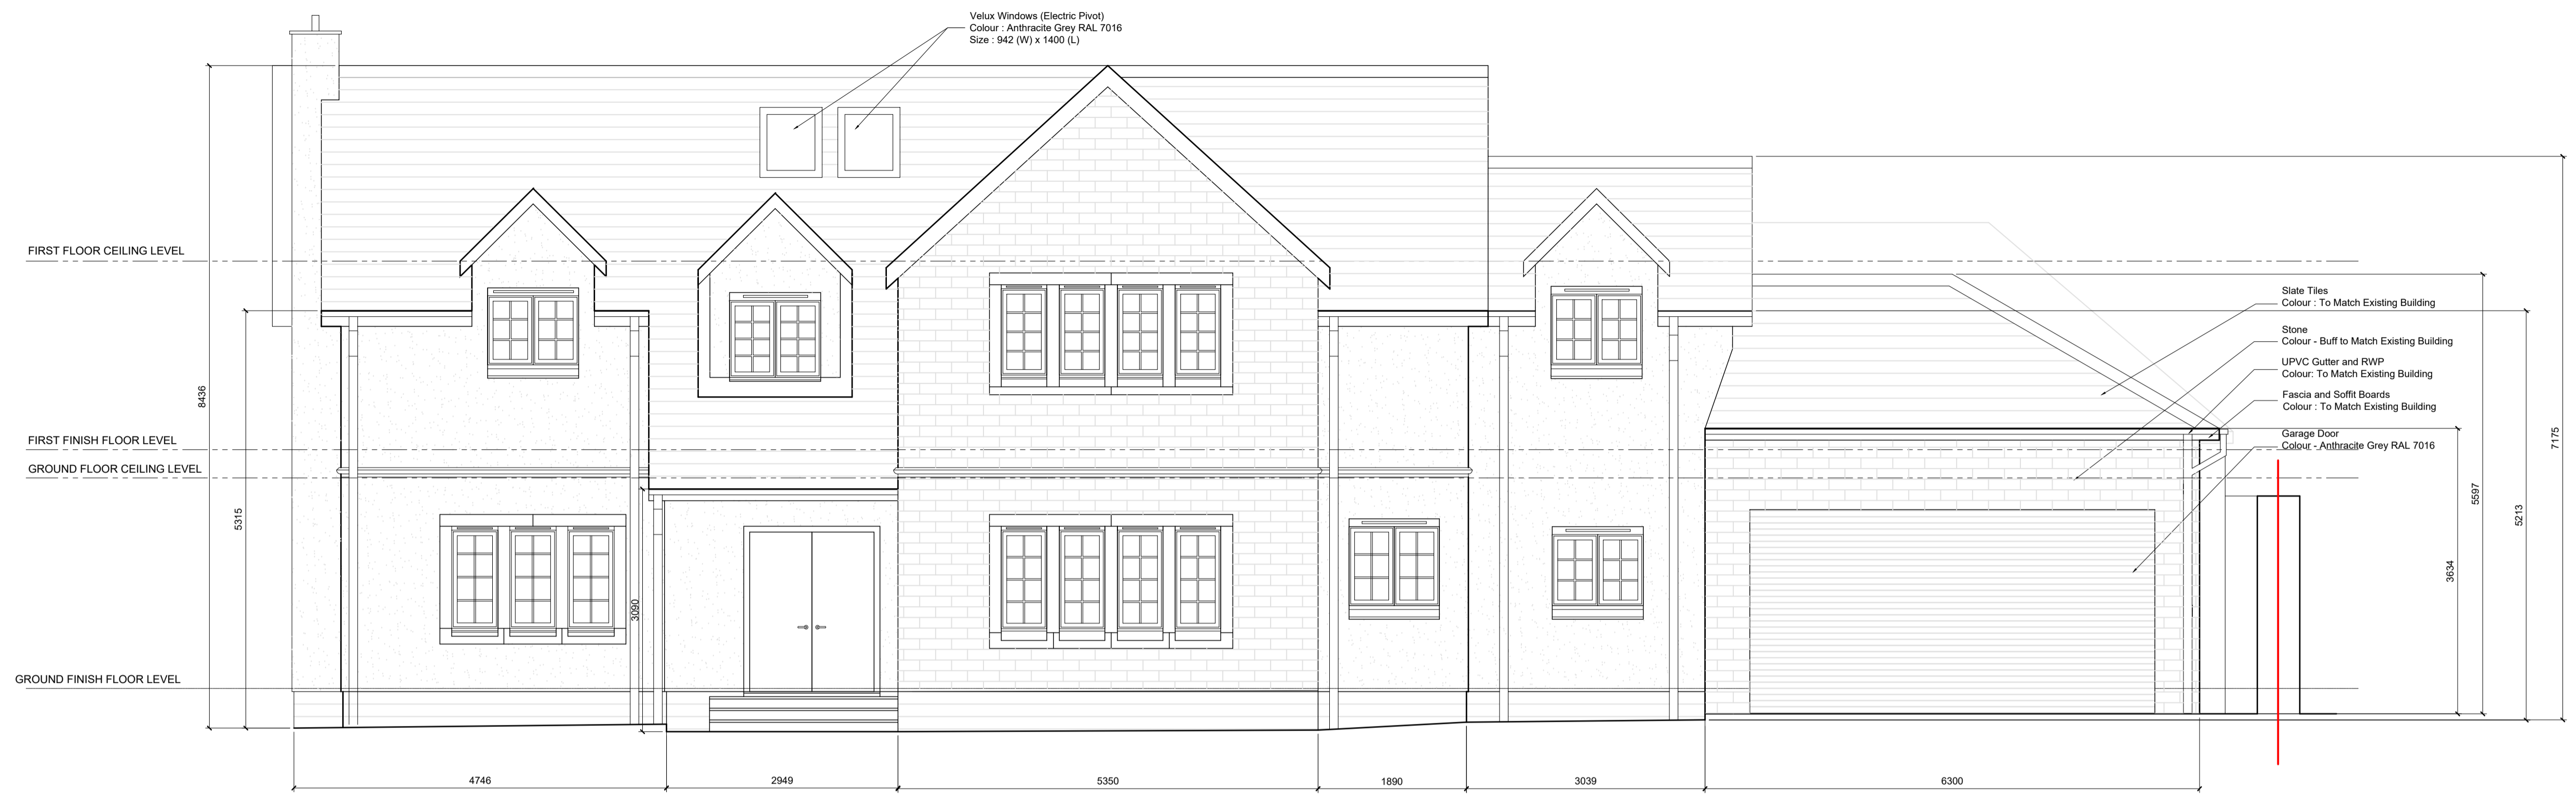 Velux Windows (Electric Pivot)
Colour : Anthracite Grey RAL 7016
Size : 942 (W) x 1400 (L)
FIRST FLOOR CEILING LEVEL
Slate Tiles
Colour : To Match Existing Building
Stone
Colour - Buff to Match Existing Building
UPVC Gutter and RWP
Colour: To Match Existing Building
Fascia and Soffit Boards
Colour : To Match Existing Building
Garage Door
Colour - Anthracite Grey RAL 7016
FIRST FINISH FLOOR LEVEL
GROUND FLOOR CEILING LEVEL
GROUND FINISH FLOOR LEVEL
8436
5315
3090
3634
5597
5213
7175
4746
2949
5350
1890
3039
6300